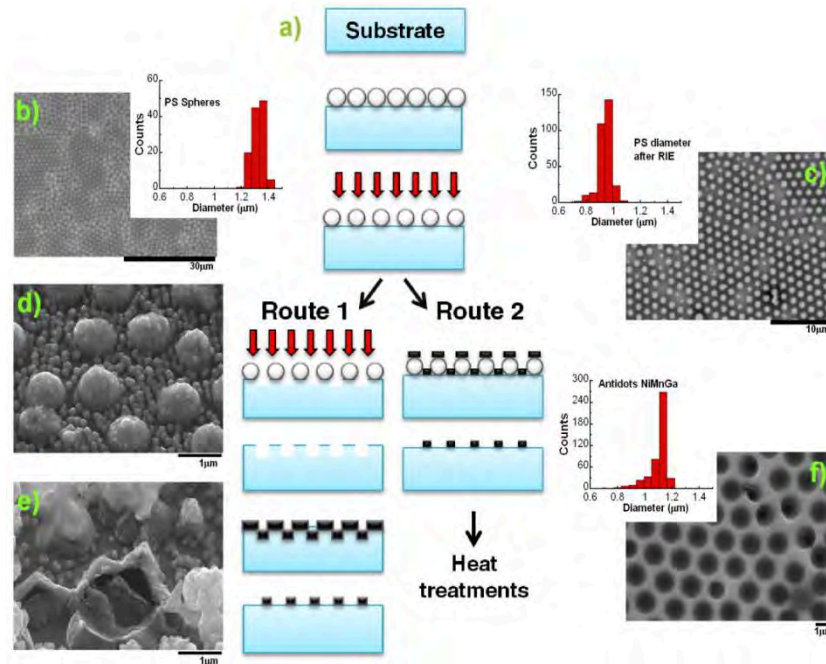 a)
Substrate
b)
60
40
20
0
Counts
PS Spheres
0.6 0.8 1 1.2 1.4
Diameter (µm)
30µm
150
100
50
0
Counts
PS diameter
after RIE
0.6 0.8 1 1.2 1.4
Diameter (µm)
c)
10µm
d)
1µm
Route 1
Route 2
e)
1µm
Heat
treatments
300
240
180
120
60
0
Counts
Antidots NiMnGa
0.6 0.8 1 1.2 1.4
Diameter (µm)
f)
1µ